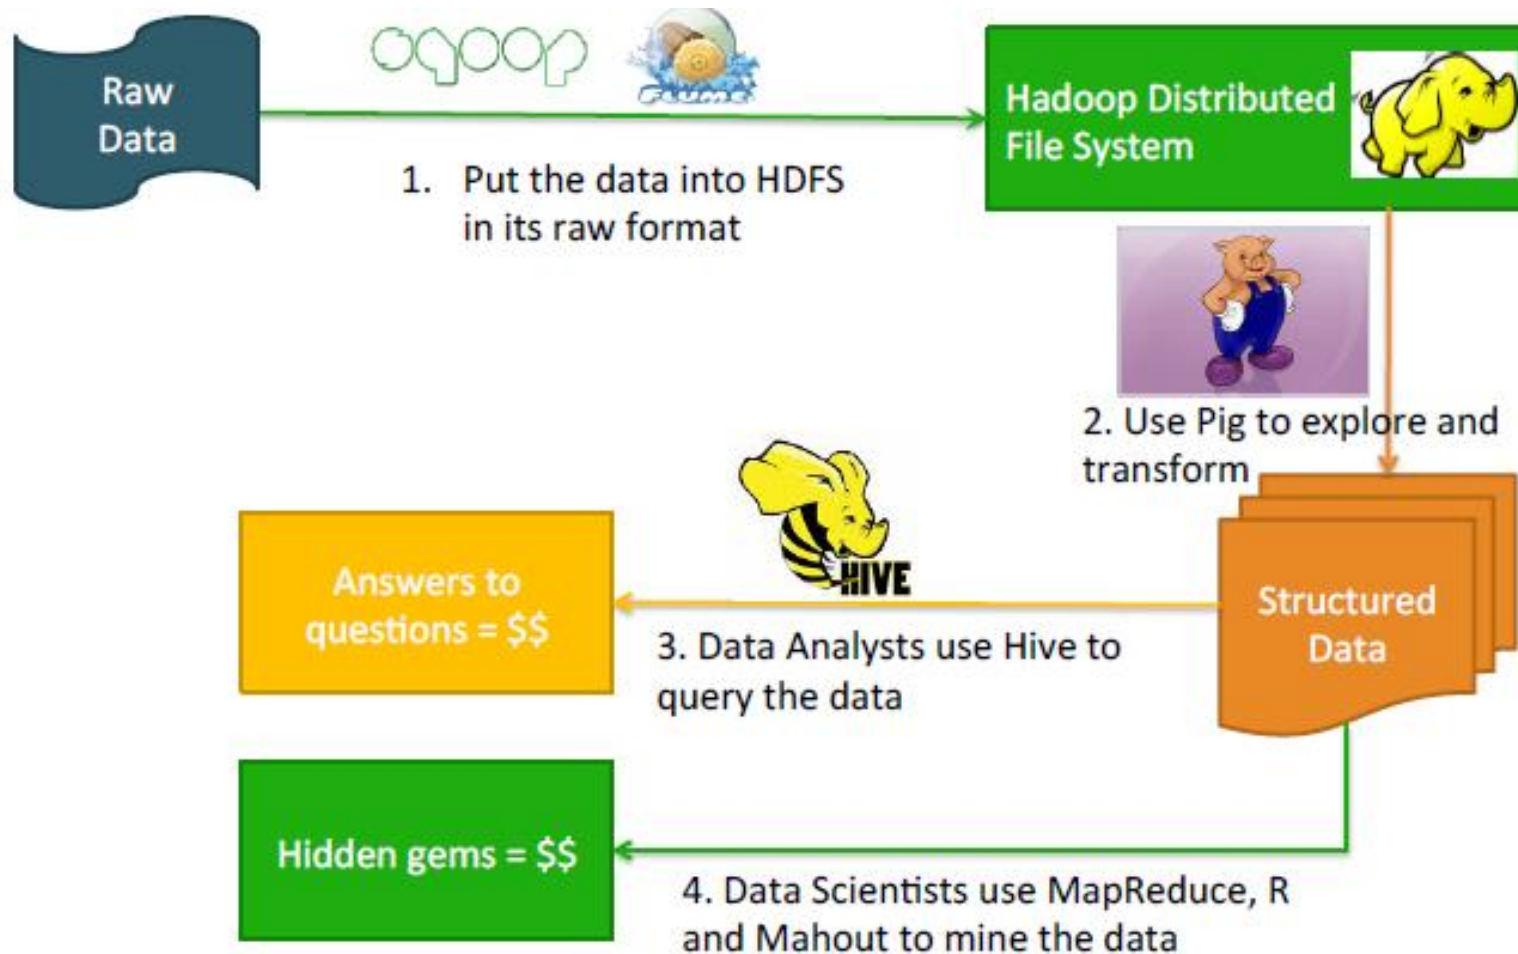 Raw
Data
sqoop
flume
1. Put the data into HDFS
in its raw format
Hadoop Distributed
File System
2. Use Pig to explore and
transform
HIVE
Answers to
questions = $$
3. Data Analysts use Hive to
query the data
Structured
Data
Hidden gems = $$
4. Data Scientists use MapReduce, R
and Mahout to mine the data